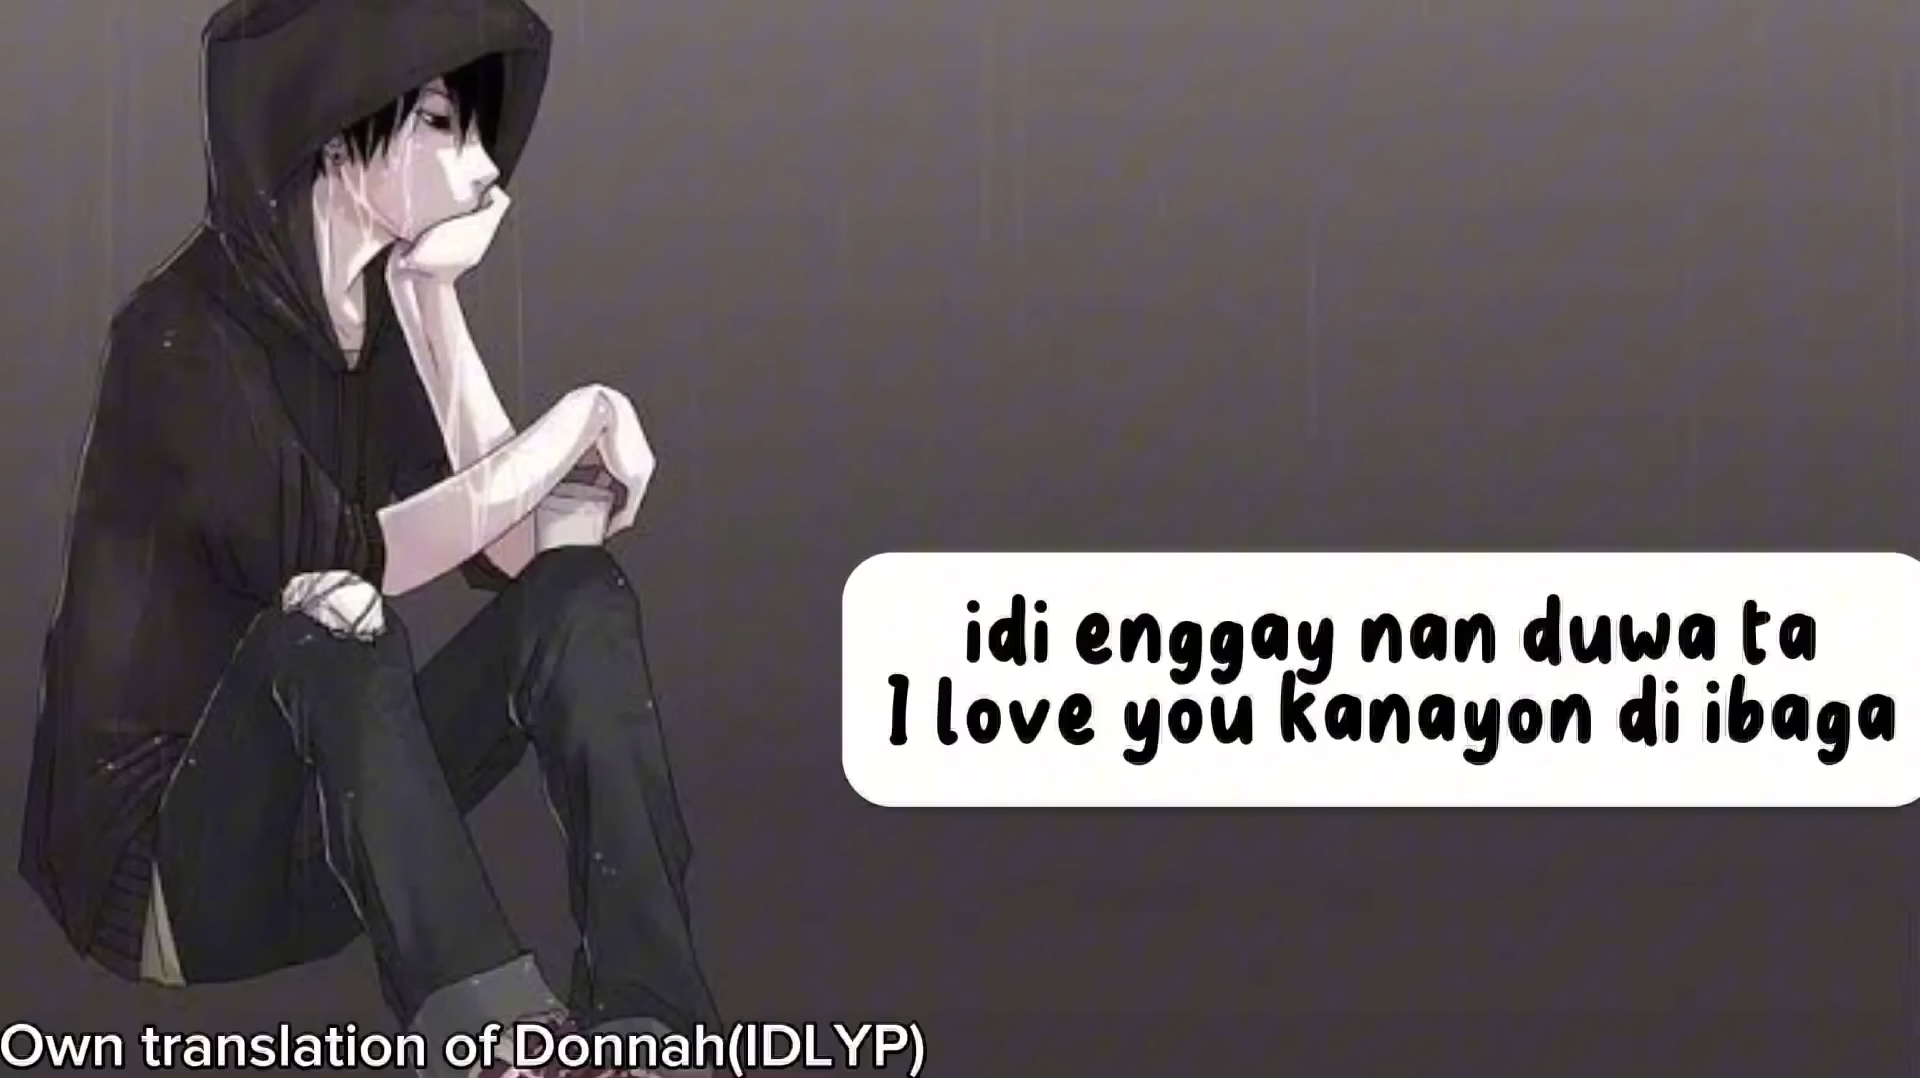 idi enggay nan duwa ta
I love you kanayon di ibaga
Own translation of Donnah(IDLYP)